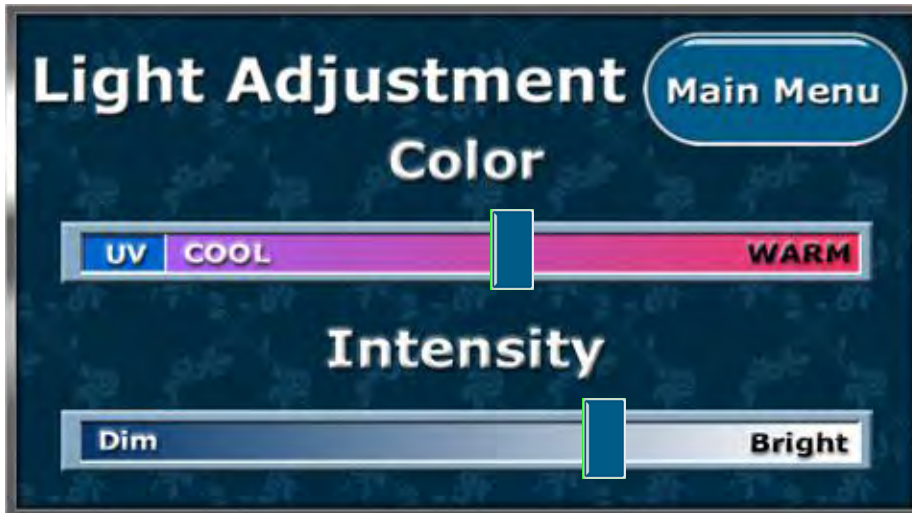 Light Adjustment
Main Menu
Color
UV COOL WARM
Intensity
Dim Bright